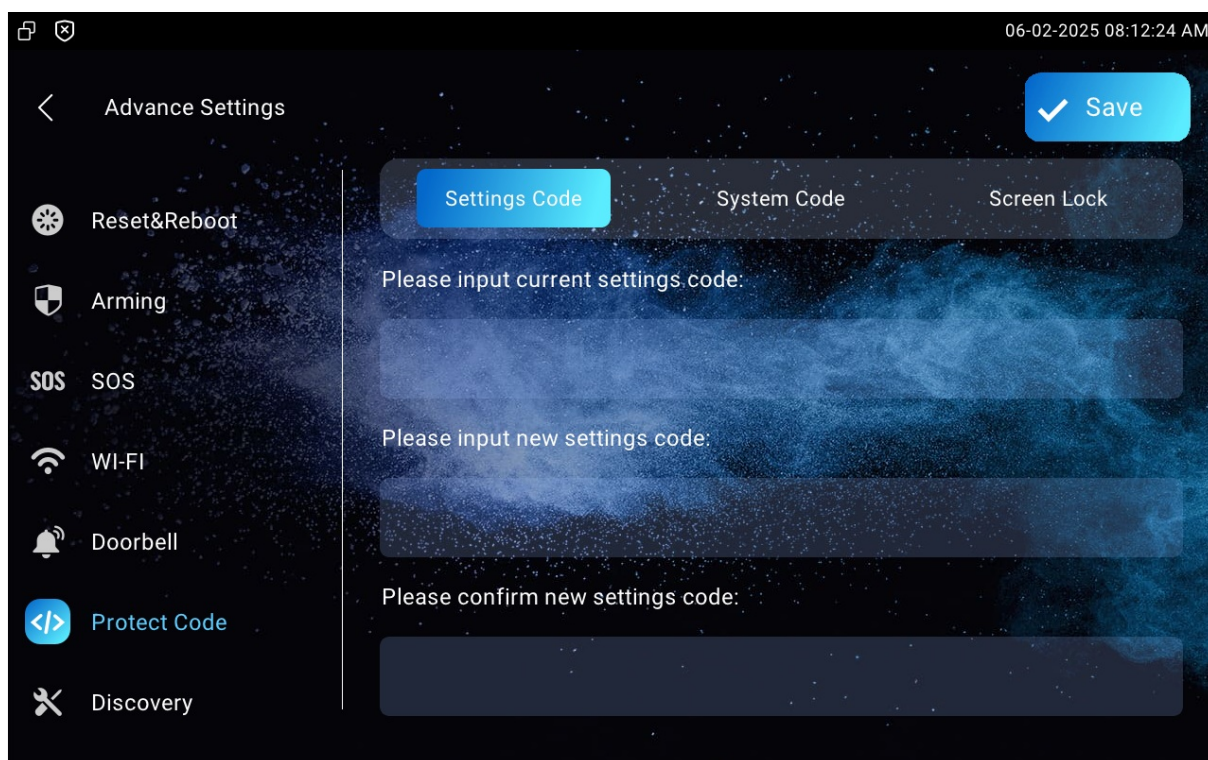 06-02-2025 08:12:24 AM
Advance Settings
Save
Reset&Reboot
Arming
SOS SOS
WI-FI
Doorbell
</> Protect Code
Discovery
Settings Code System Code Screen Lock
Please input current settings code:
Please input new settings code:
Please confirm new settings code: